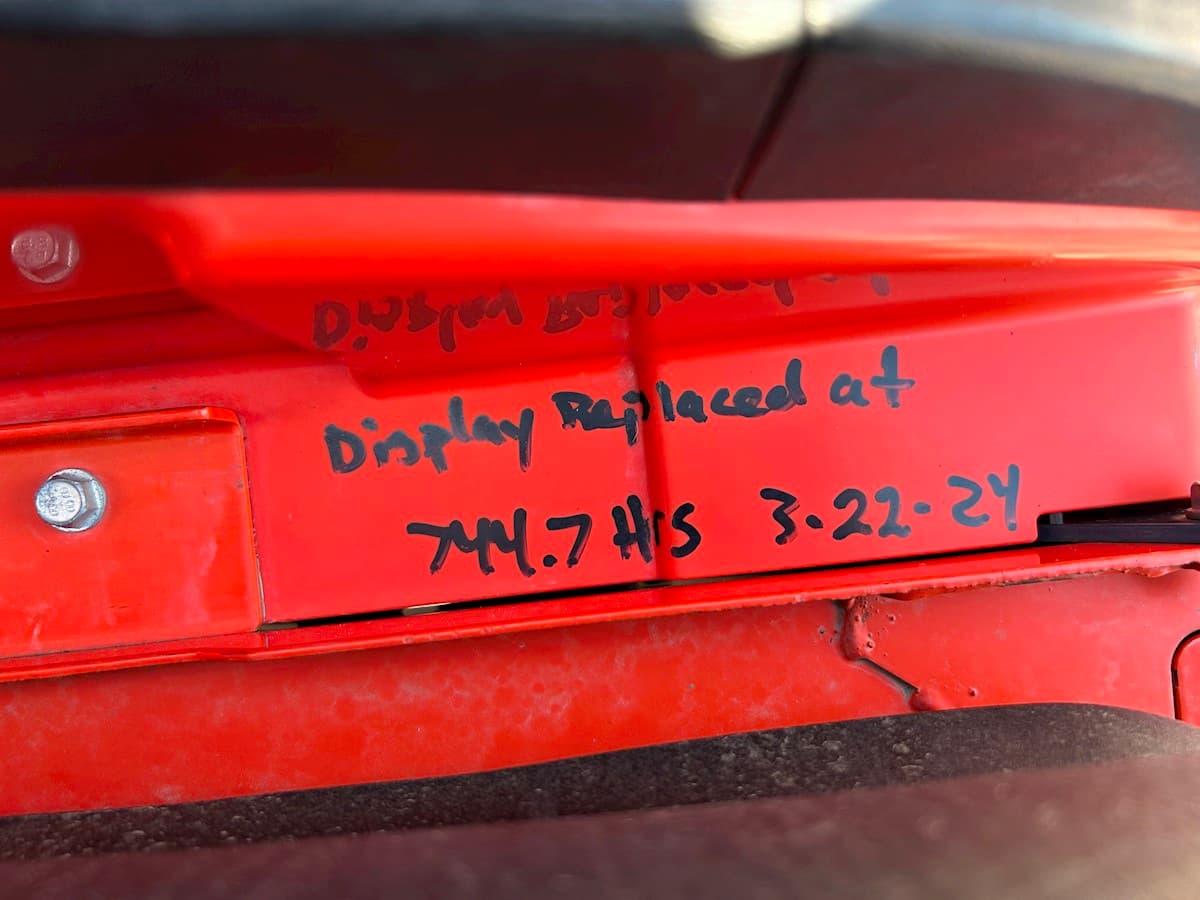 Display Replaced at
744.7 HrS 3-22-24